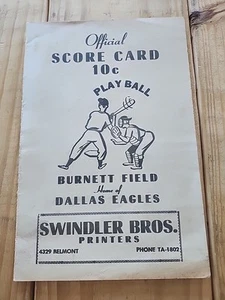 Official
SCORE CARD
10c
PLAY BALL
BURNETT FIELD
Home of
DALLAS EAGLES
SWINDLER BROS.
PRINTERS
4329 BELMONT PHONE TA-1802